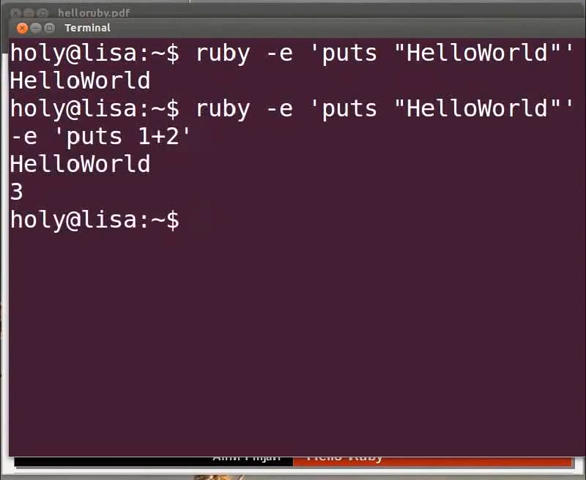 helloruby.pdf
Terminal
holy@lisa:~$ ruby -e 'puts "HelloWorld"'
HelloWorld
holy@lisa:~$ ruby -e 'puts "HelloWorld"'
-e 'puts 1+2'
HelloWorld
3
holy@lisa:~$
Hello Ruby